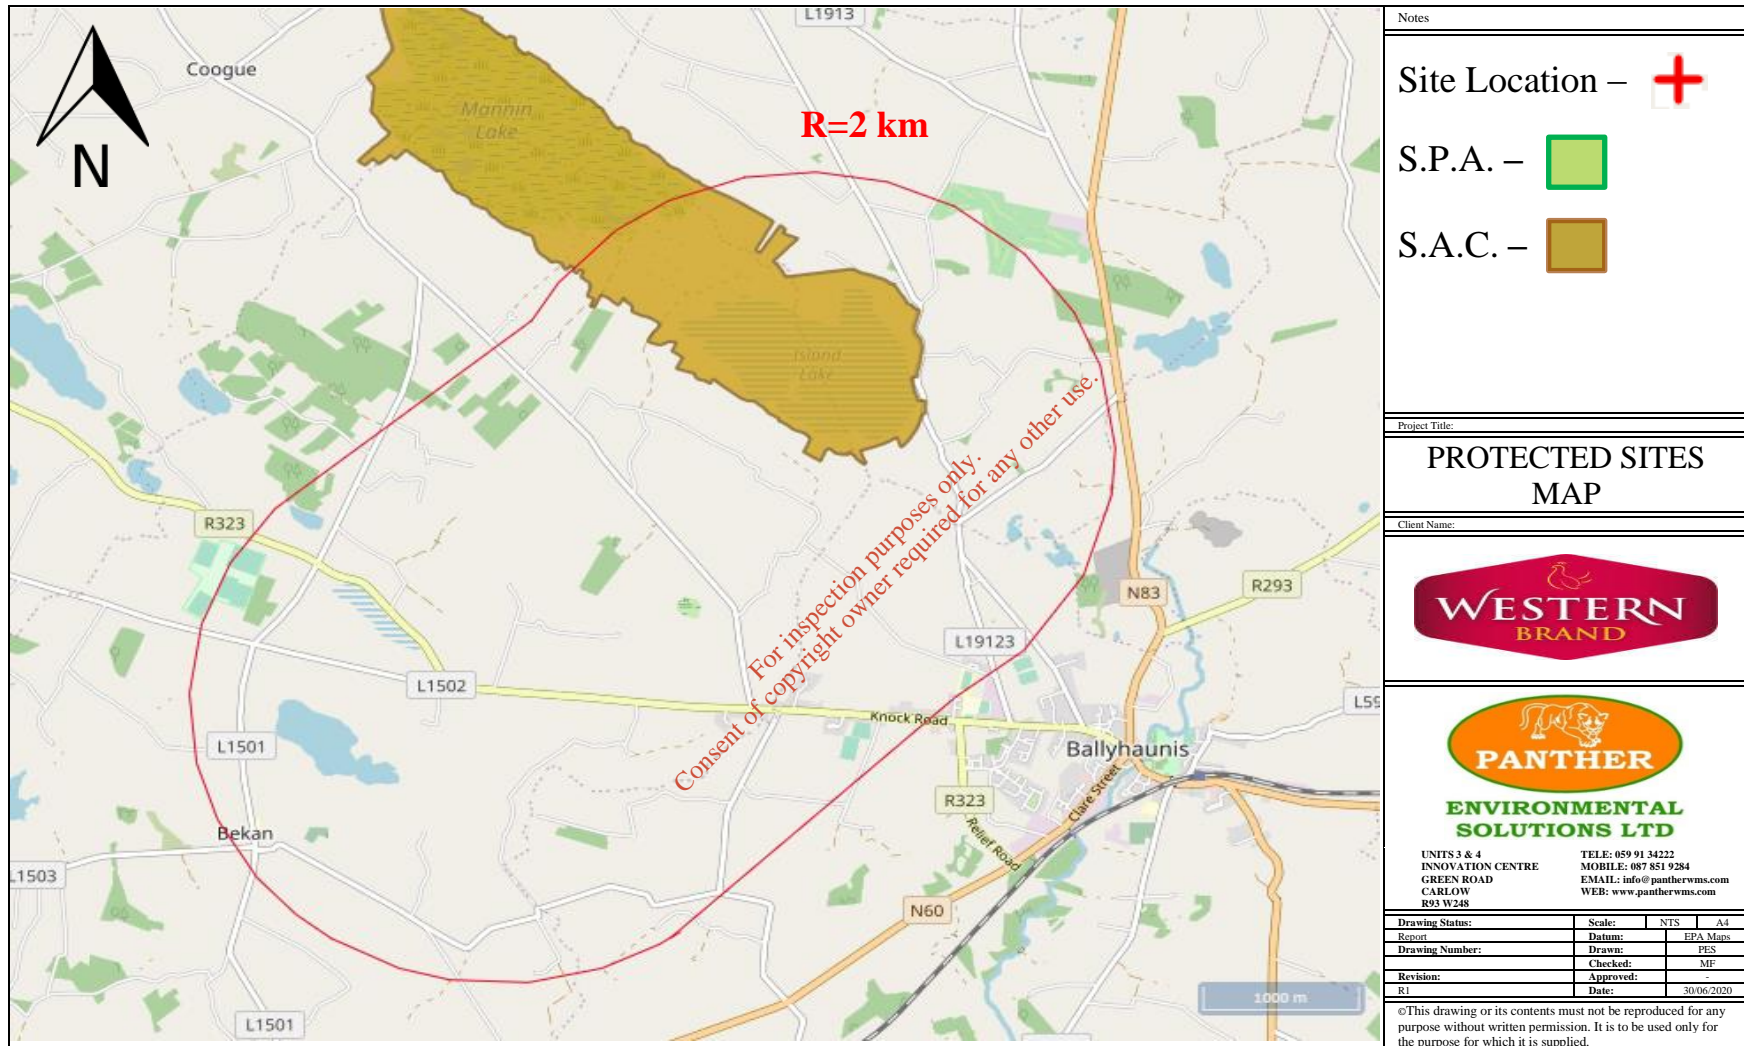 L1913
Coogue
Mannin
Lake
R=2 km
N
Island
Lake
R323
For inspection purposes only.
Consent of copyright owner required for any other use.
N83
R293
L19123
L1502
L59
Knock Road
L1501
Ballyhaunis
Clare Street
R323
Relief Road
Bekan
L1503
N60
1000 m
L1501
Notes
Site Location –
S.P.A. –
S.A.C. –
Project Title:
PROTECTED SITES
MAP
Client Name:
WESTERN
BRAND
PANTHER
ENVIRONMENTAL
SOLUTIONS LTD
UNITS 3 & 4
INNOVATION CENTRE
GREEN ROAD
CARLOW
R93 W248
TELE: 059 91 34222
MOBILE: 087 851 9284
EMAIL: info@pantherwms.com
WEB: www.pantherwms.com
Drawing Status: Scale: NTS A4
Report Datum: EPA Maps
Drawing Number: Drawn: PES
Checked: MF
Revision: Approved: -
R1 Date: 30/06/2020
©This drawing or its contents must not be reproduced for any
purpose without written permission. It is to be used only for
the purpose for which it is supplied.